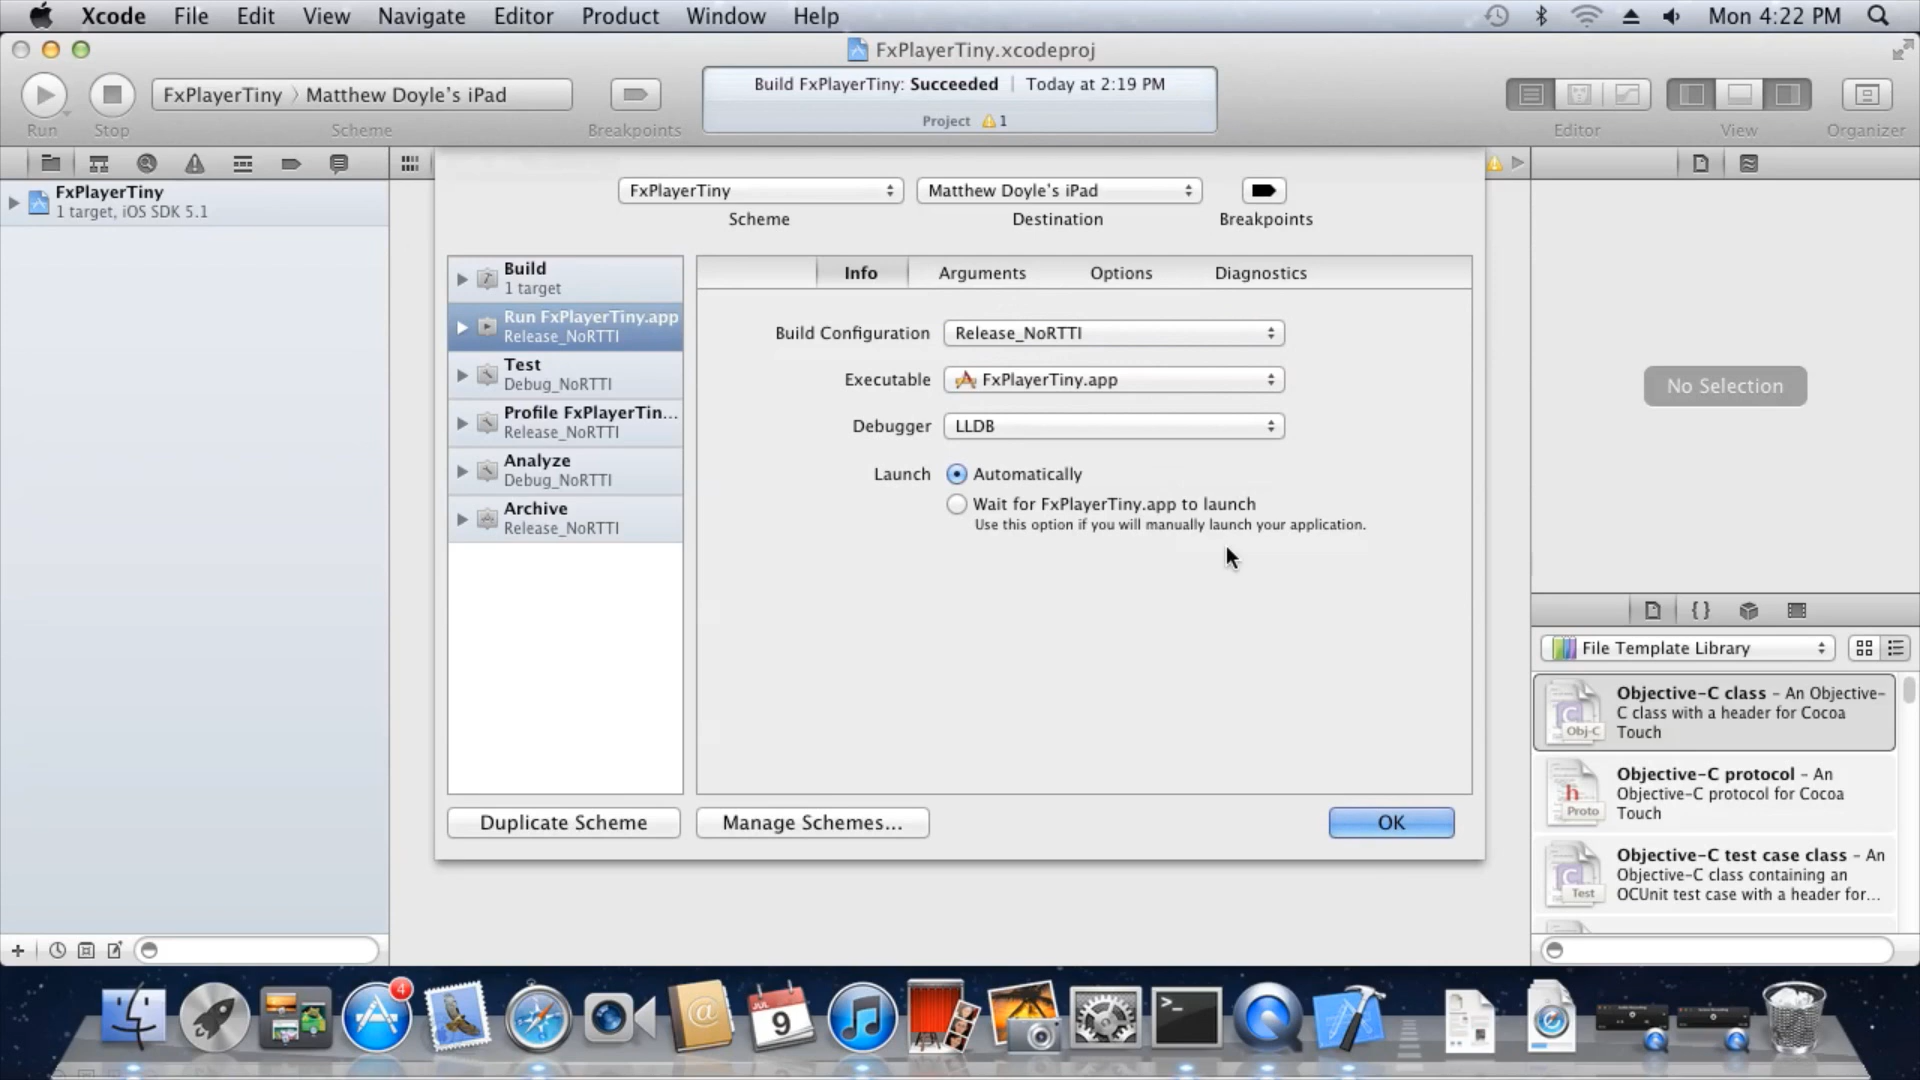 Xcode File Edit View Navigate Editor Product Window Help Mon 4:22 PM
FxPlayerTiny.xcodeproj
FxPlayerTiny 〉 Matthew Doyle's iPad
Build FxPlayerTiny: Succeeded | Today at 2:19 PM
Project 1
Run Stop Scheme Breakpoints Editor View Organizer
FxPlayerTiny
1 target, iOS SDK 5.1
FxPlayerTiny Matthew Doyle's iPad
Scheme Destination Breakpoints
Build
1 target
Run FxPlayerTiny.app
Release_NoRTTI
Test
Debug_NoRTTI
Profile FxPlayerTin...
Release_NoRTTI
Analyze
Debug_NoRTTI
Archive
Release_NoRTTI
Info Arguments Options Diagnostics
Build Configuration Release_NoRTTI
Executable FxPlayerTiny.app
Debugger LLDB
Launch Automatically
Wait for FxPlayerTiny.app to launch
Use this option if you will manually launch your application.
Duplicate Scheme Manage Schemes... OK
No Selection
{ }
File Template Library
Objective-C class - An Objective-
C class with a header for Cocoa
Touch
C
Obj-C
Objective-C protocol - An
Objective-C protocol for Cocoa
Touch
h
Proto
Objective-C test case class - An
Objective-C class containing an
OCUnit test case with a header for...
C
Test
4
JUL
9